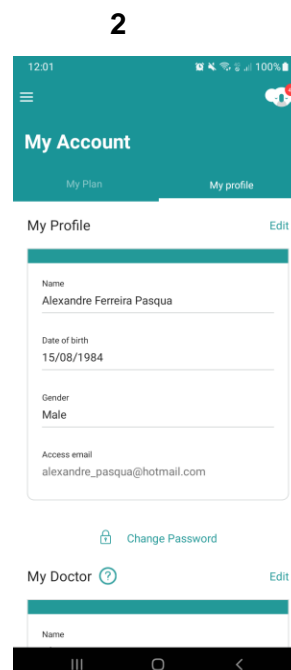 2
12:01
100%
My Account
My Plan
My profile
My Profile
Edit
Name
Alexandre Ferreira Pasqua
Date of birth
15/08/1984
Gender
Male
Access email
alexandre_pasqua@hotmail.com
Change Password
My Doctor ?
Edit
Name